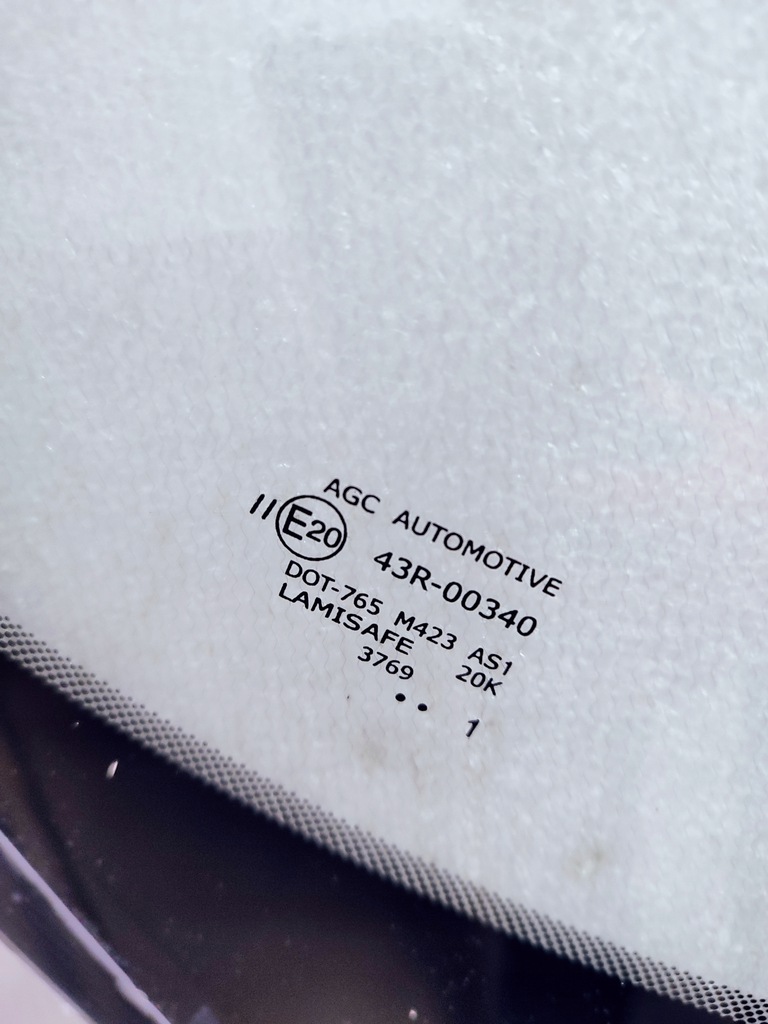 AGC AUTOMOTIVE
II E20 43R-00340
DOT-765 M423 AS1
LAMISAFE 20K
3769
•• 1